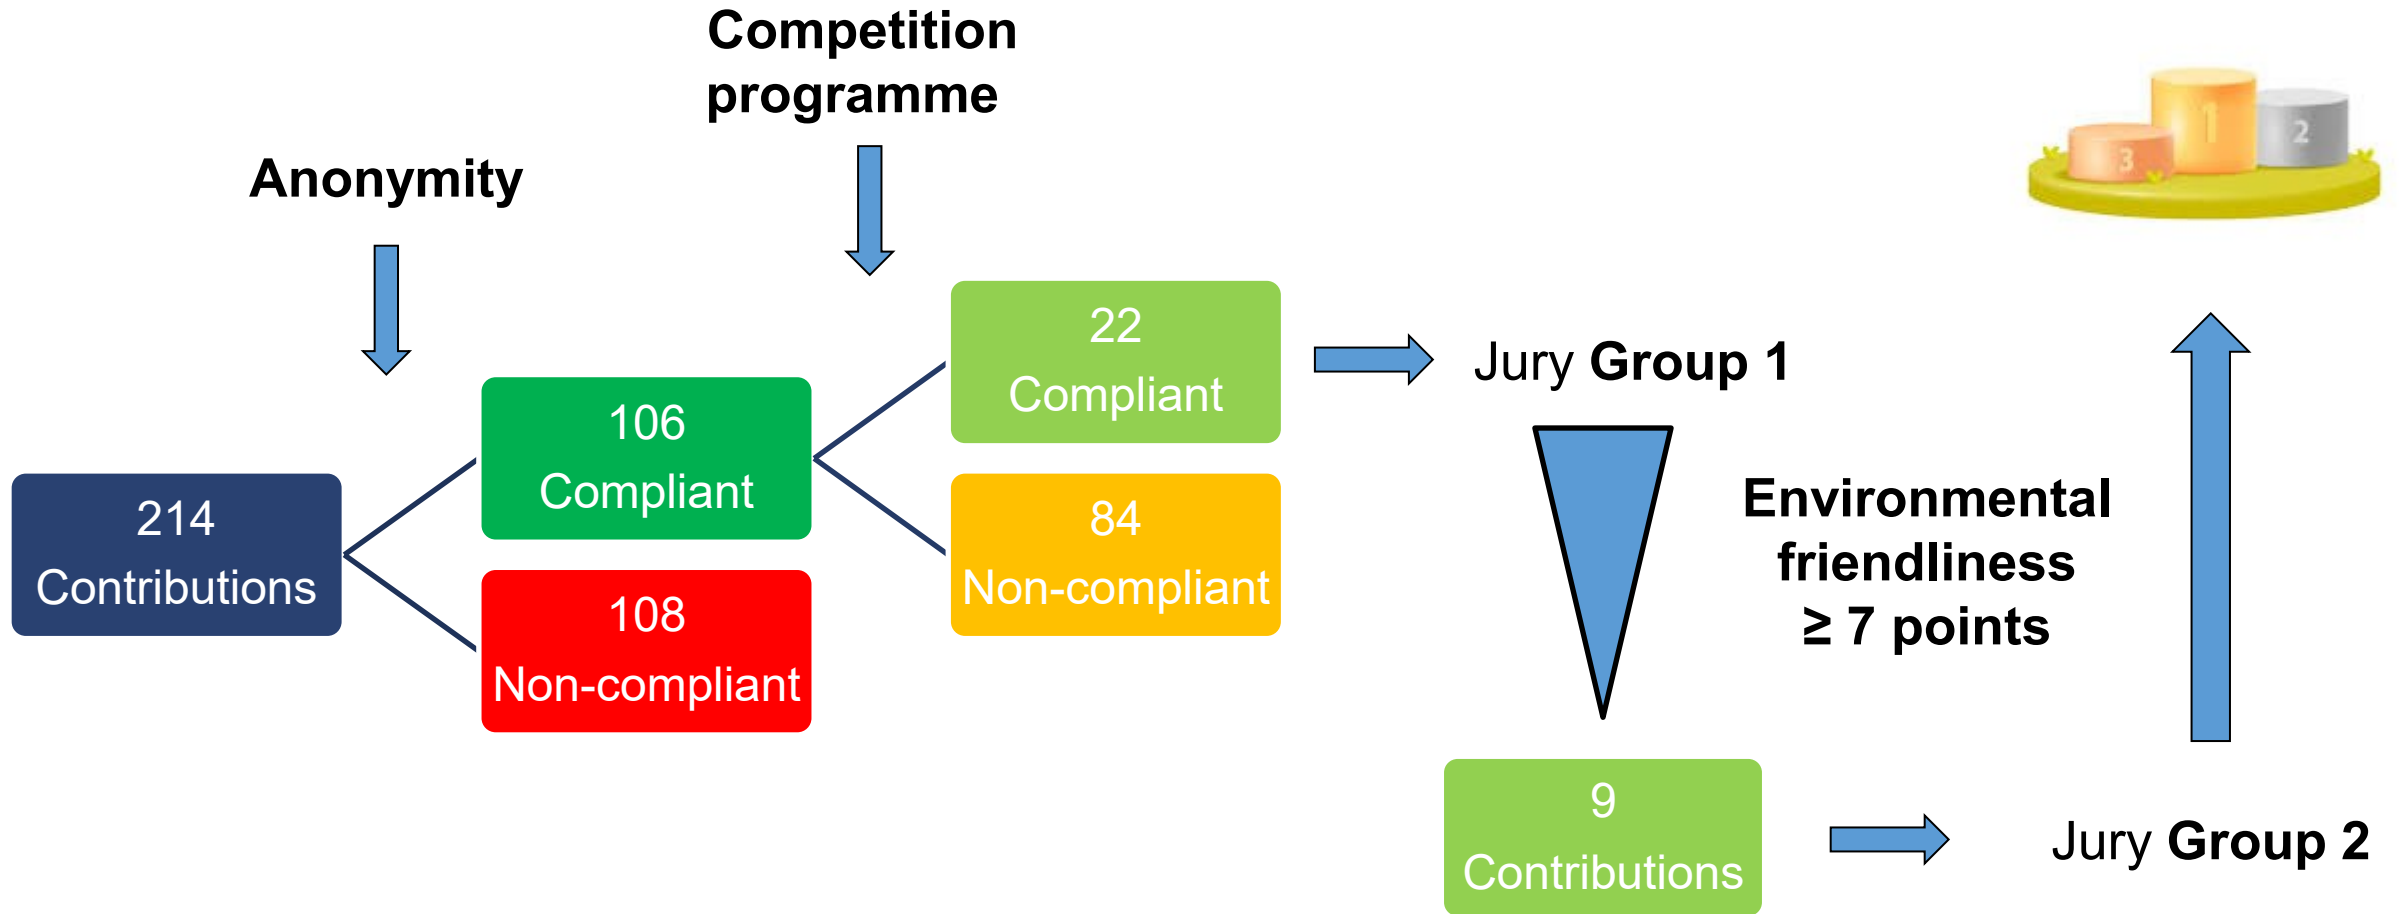 Competition
programme
Anonymity
214
Contributions
106
Compliant
108
Non-compliant
22
Compliant
84
Non-compliant
Jury Group 1
Environmental
friendliness
≥ 7 points
9
Contributions
Jury Group 2
1
2
3